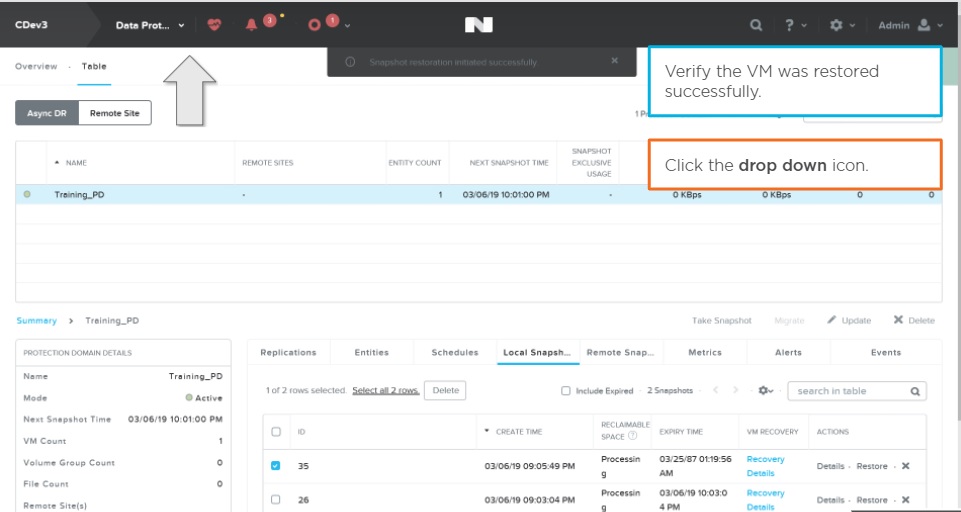 CDev3 Data Prot... 3 1 ? Admin
Overview · Table
Snapshot restoration initiated successfully.
Verify the VM was restored
successfully.
Async DR Remote Site
Click the drop down icon.
NAME REMOTE SITES ENTITY COUNT NEXT SNAPSHOT TIME SNAPSHOT EXCLUSIVE USAGE
Training_PD - 1 03/06/19 10:01:00 PM - 0 KBps 0 KBps 0 0
Summary > Training_PD Take Snapshot Migrate Update Delete
PROTECTION DOMAIN DETAILS
Name Training_PD
Mode Active
Next Snapshot Time 03/06/19 10:01:00 PM
VM Count 1
Volume Group Count 0
File Count 0
Remote Site(s)
Replications Entities Schedules Local Snapsh... Remote Snap... Metrics Alerts Events
1 of 2 rows selected. Select all 2 rows. Delete Include Expired · 2 Snapshots · < > · search in table
ID CREATE TIME RECLAIMABLE SPACE ? EXPIRY TIME VM RECOVERY ACTIONS
35 03/06/19 09:05:49 PM Processin g 03/25/87 01:19:56 AM Recovery Details Details · Restore · X
26 03/06/19 09:03:04 PM Processin g 03/06/19 10:03:0 4 PM Recovery Details Details · Restore · X